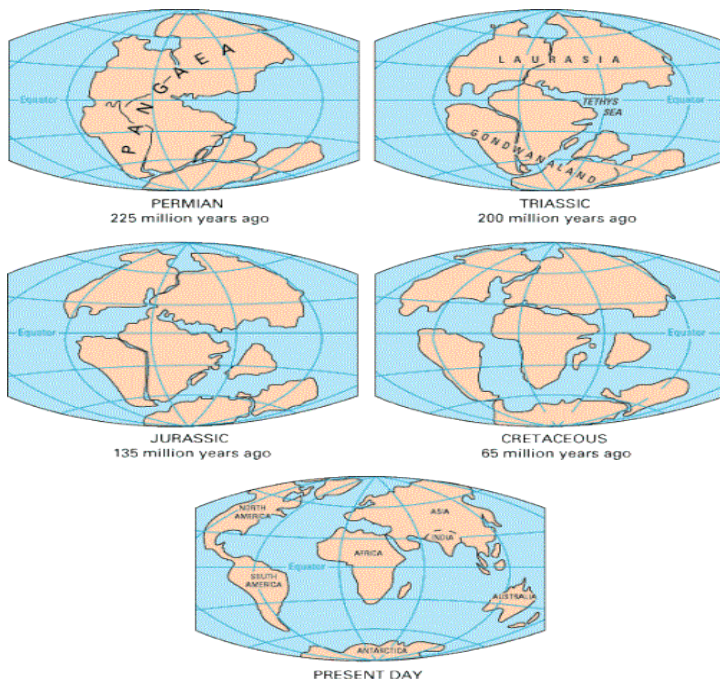 PANGAEA
Equator
PERMIAN
225 million years ago
LAURASIA
TETHYS
SEA
Equator
GONDWANALAND
TRIASSIC
200 million years ago
Equator
JURASSIC
135 million years ago
Equator
CRETACEOUS
65 million years ago
NORTH
AMERICA
ASIA
INDIA
AFRICA
Equator
SOUTH
AMERICA
AUSTRALIA
ANTARCTICA
PRESENT DAY